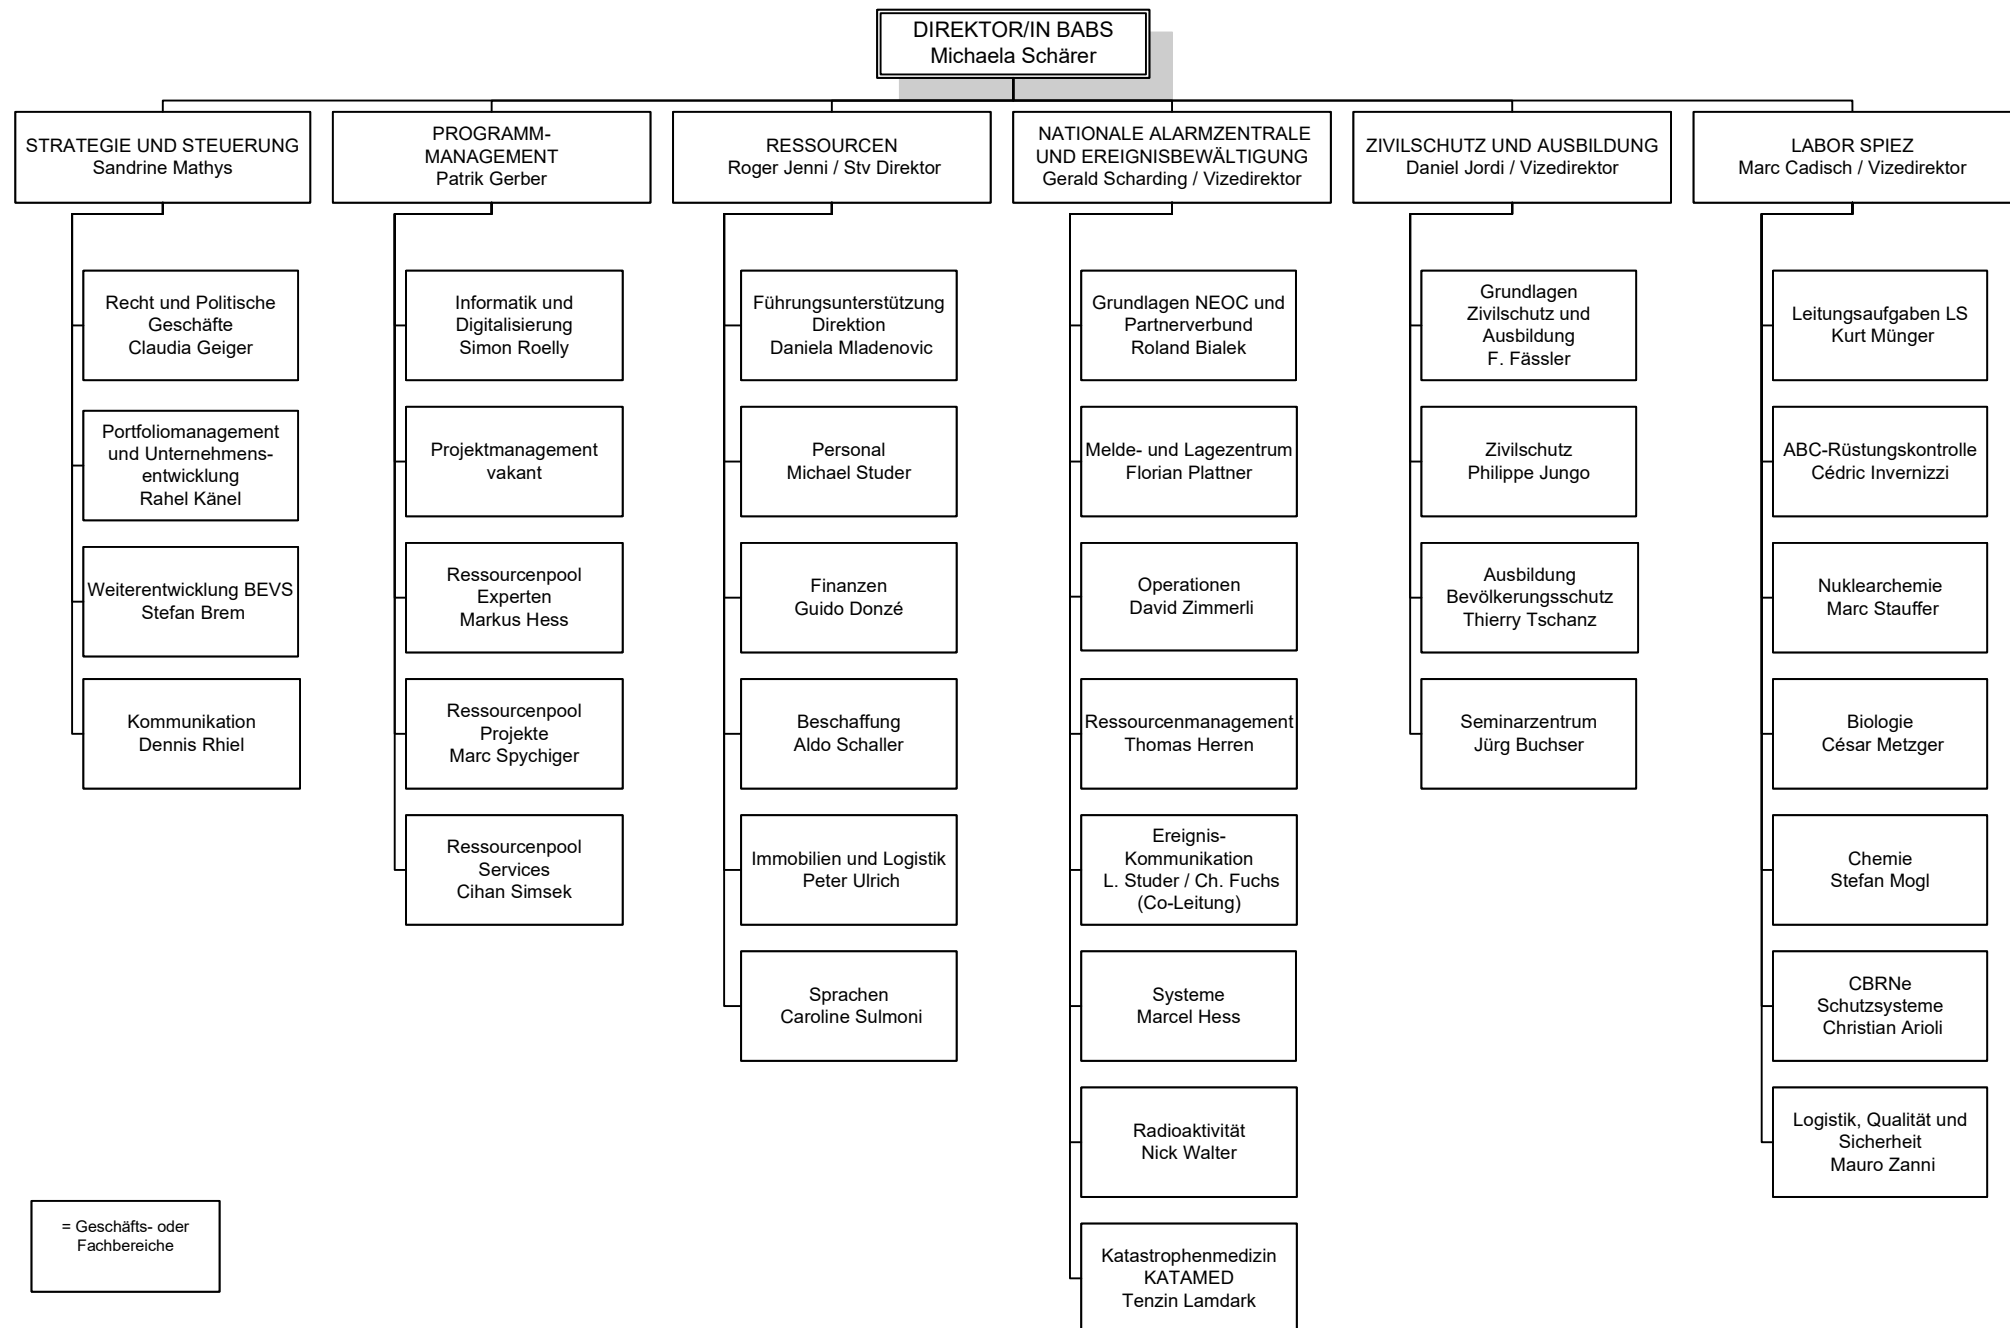 DIREKTOR/IN BABS
Michaela Schärer
STRATEGIE UND STEUERUNG
Sandrine Mathys
PROGRAMM-
MANAGEMENT
Patrik Gerber
RESSOURCEN
Roger Jenni / Stv Direktor
NATIONALE ALARMZENTRALE
UND EREIGNISBEWÄLTIGUNG
Gerald Scharding / Vizedirektor
ZIVILSCHUTZ UND AUSBILDUNG
Daniel Jordi / Vizedirektor
LABOR SPIEZ
Marc Cadisch / Vizedirektor
Recht und Politische
Geschäfte
Claudia Geiger
Portfoliomanagement
und Unternehmens-
entwicklung
Rahel Känel
Weiterentwicklung BEVS
Stefan Brem
Kommunikation
Dennis Rhiel
Informatik und
Digitalisierung
Simon Roelly
Projektmanagement
vakant
Ressourcenpool
Experten
Markus Hess
Ressourcenpool
Projekte
Marc Spychiger
Ressourcenpool
Services
Cihan Simsek
Führungsunterstützung
Direktion
Daniela Mladenovic
Personal
Michael Studer
Finanzen
Guido Donzé
Beschaffung
Aldo Schaller
Immobilien und Logistik
Peter Ulrich
Sprachen
Caroline Sulmoni
Grundlagen NEOC und
Partnerverbund
Roland Bialek
Melde- und Lagezentrum
Florian Plattner
Operationen
David Zimmerli
Ressourcenmanagement
Thomas Herren
Ereignis-
Kommunikation
L. Studer / Ch. Fuchs
(Co-Leitung)
Systeme
Marcel Hess
Radioaktivität
Nick Walter
Katastrophenmedizin
KATAMED
Tenzin Lamdark
Grundlagen
Zivilschutz und
Ausbildung
F. Fässler
Zivilschutz
Philippe Jungo
Ausbildung
Bevölkerungsschutz
Thierry Tschanz
Seminarzentrum
Jürg Buchser
Leitungsaufgaben LS
Kurt Münger
ABC-Rüstungskontrolle
Cédric Invernizzi
Nuklearchemie
Marc Stauffer
Biologie
César Metzger
Chemie
Stefan Mogl
CBRNe
Schutzsysteme
Christian Arioli
Logistik, Qualität und
Sicherheit
Mauro Zanni
= Geschäfts- oder
Fachbereiche